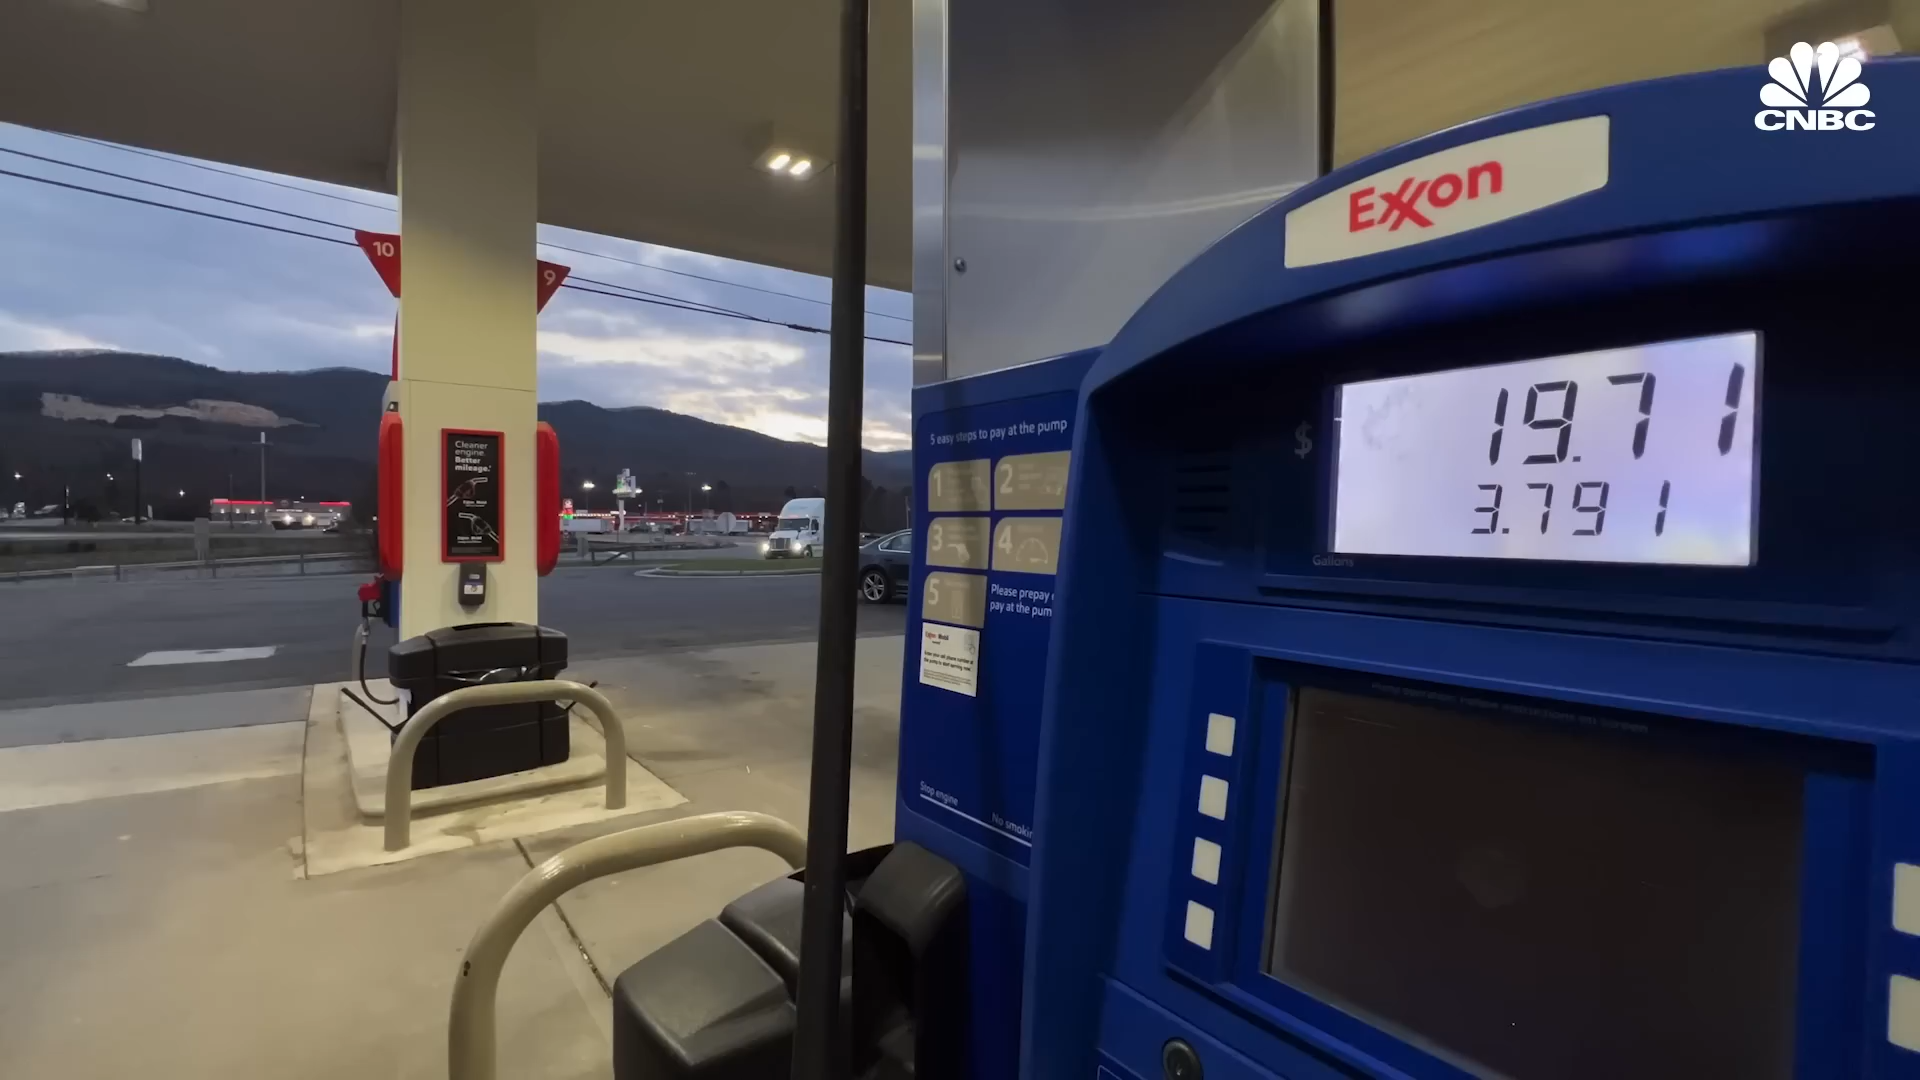 CNBC
Exxon
10
9
$ 19.71
3.791
Gallons
Cleaner
engine.
Better
mileage.
5 easy steps to pay at the pump
1
2
3
4
5
Please prepay
pay at the pum
Stop engine
No smokin